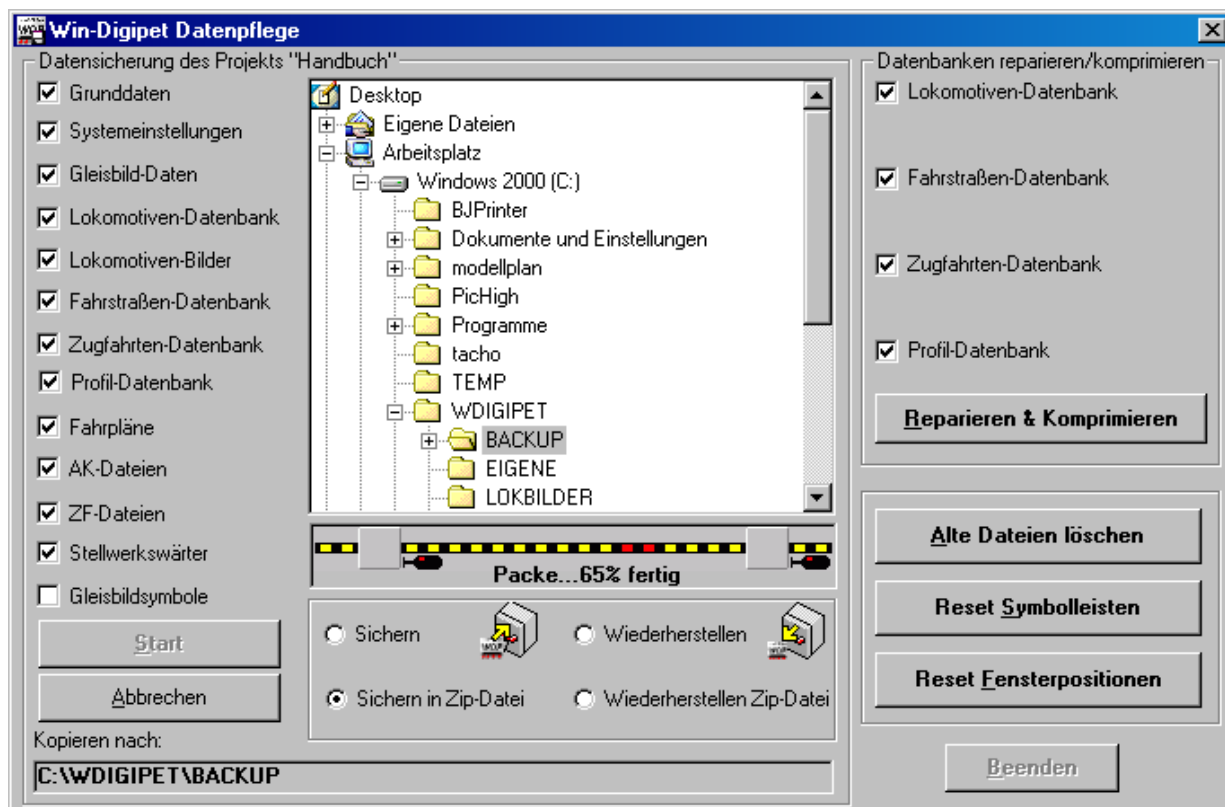 Win-Digipet Datenpflege
Datensicherung des Projekts "Handbuch"
Grunddaten
Systemeinstellungen
Gleisbild-Daten
Lokomotiven-Datenbank
Lokomotiven-Bilder
Fahrstraßen-Datenbank
Zugfahrten-Datenbank
Profil-Datenbank
Fahrpläne
AK-Dateien
ZF-Dateien
Stellwerkswärter
Gleisbildsymbole
Start
Abbrechen
Desktop
Eigene Dateien
Arbeitsplatz
Windows 2000 (C:)
BJPrinter
Dokumente und Einstellungen
modellplan
PicHigh
Programme
tacho
TEMP
WDIGIPET
BACKUP
EIGENE
LOKBILDER
Packe...65% fertig
Sichern
Wiederherstellen
Sichern in Zip-Datei
Wiederherstellen Zip-Datei
Kopieren nach:
C:\WDIGIPET\BACKUP
Datenbanken reparieren/komprimieren
Lokomotiven-Datenbank
Fahrstraßen-Datenbank
Zugfahrten-Datenbank
Profil-Datenbank
Reparieren & Komprimieren
Alte Dateien löschen
Reset Symbolleisten
Reset Fensterpositionen
Beenden